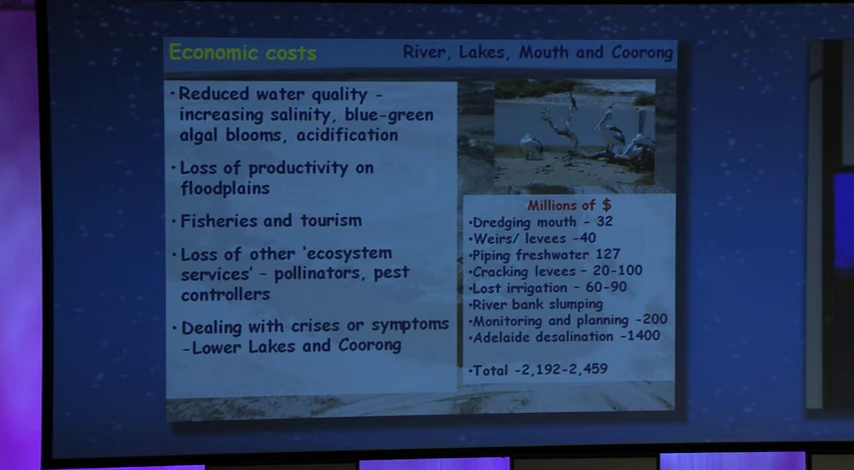 Economic costs
River, Lakes, Mouth and Coorong
•Reduced water quality –
increasing salinity, blue-green
algal blooms, acidification
•Loss of productivity on
floodplains
•Fisheries and tourism
•Loss of other ‘ecosystem
services’ – pollinators, pest
controllers
•Dealing with crises or symptoms
-Lower Lakes and Coorong
Millions of $
•Dredging mouth – 32
•Weirs/ levees -40
•Piping freshwater 127
•Cracking levees – 20-100
•Lost irrigation – 60-90
•River bank slumping
•Monitoring and planning -200
•Adelaide desalination -1400
•Total -2,192-2,459